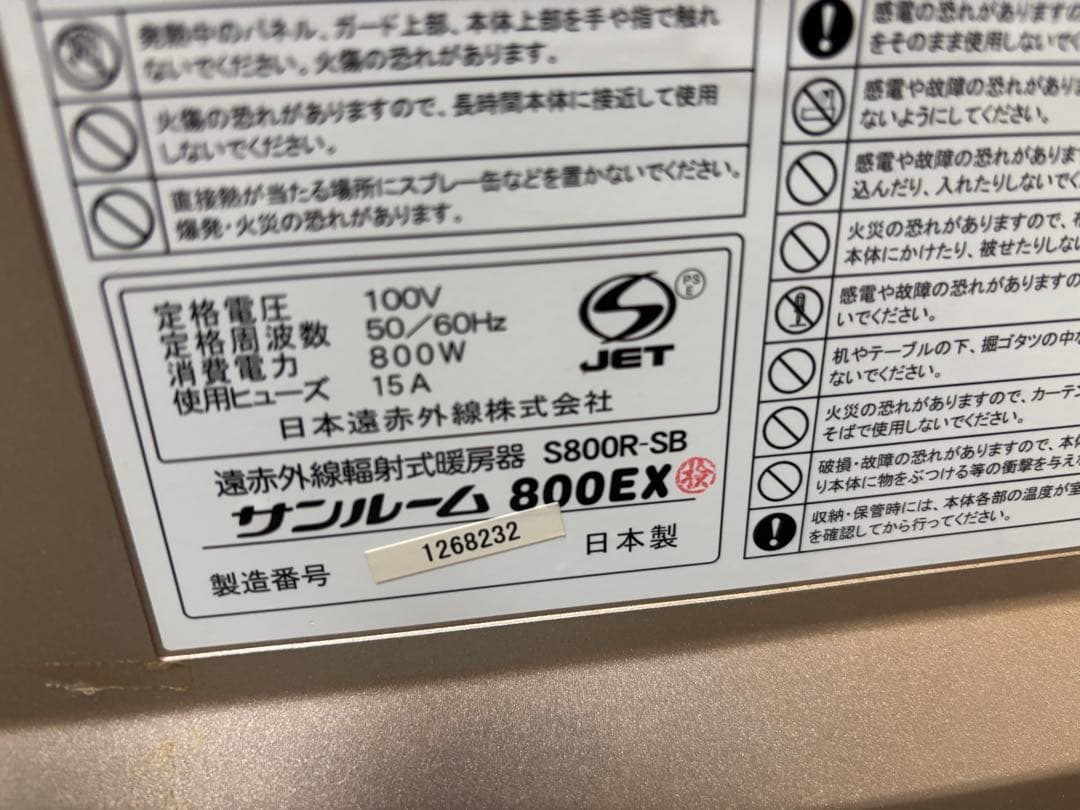 発熱中のパネル、ガード上部、本体上部を手や指で触れ
ないでください。火傷の恐れがあります。
火傷の恐れがありますので、長時間本体に接近して使用
しないでください。
直接熱が当たる場所にスプレー缶などを置かないでください。
爆発・火災の恐れがあります。
定格電圧 100V
定格周波数 50/60Hz
消費電力 800W
使用ヒューズ 15A
PS
E
JET
日本遠赤外線株式会社
遠赤外線輻射式暖房器 S800R-SB
サンルーム 800EX
製造番号 1268232 日本製
感電の恐れがありますの
をそのまま使用しないでく
感電や故障の恐れがあります
ないようにしてください。
感電や故障の恐れがありま
込んだり、入れたりしないでく
火災の恐れがありますので、
本体にかけたり、被せたりしない
感電や故障の恐れがありますの
いでください。
机やテーブルの下、掘ゴタツの中な
ないでください。
火災の恐れがありますので、カーテン
そばで使用しないでください。
破損・故障の恐れがありますので、本体
り本体に物をぶつける等の衝撃を与えな
収納・保管時には、本体各部の温度が室
を確認してから行ってください。